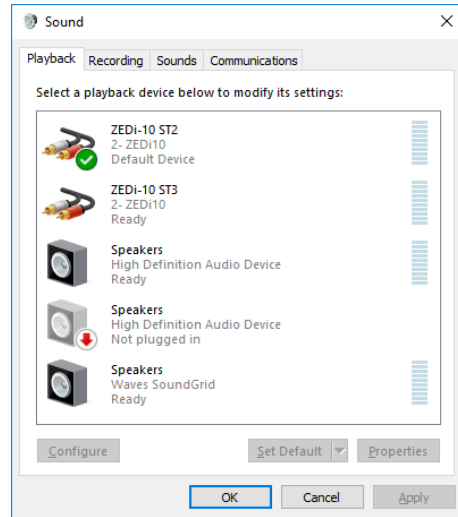 Sound
Playback Recording Sounds Communications
Select a playback device below to modify its settings:
ZEDi-10 ST2
2- ZEDi10
Default Device
ZEDi-10 ST3
2- ZEDi10
Ready
Speakers
High Definition Audio Device
Ready
Speakers
High Definition Audio Device
Not plugged in
Speakers
Waves SoundGrid
Ready
Configure Set Default Properties
OK Cancel Apply